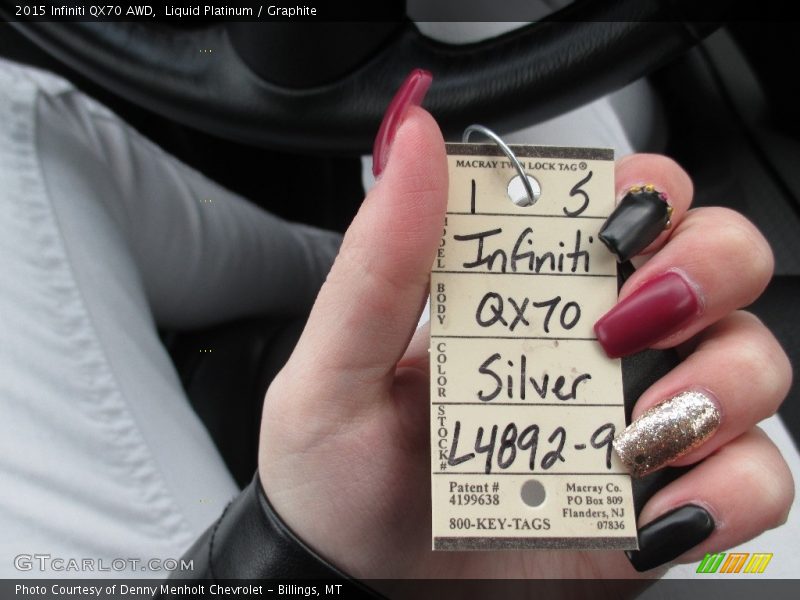 2015 Infiniti QX70 AWD,  Liquid Platinum / Graphite
MACRAY TWIN LOCK TAG®
1 5
MODEL Infiniti
BODY QX70
COLOR Silver
STOCK# L4892-9
Patent #
4199638
800-KEY-TAGS
Macray Co.
PO Box 809
Flanders, NJ
07836
GTCARLOT.COM
Photo Courtesy of Denny Menholt Chevrolet - Billings, MT